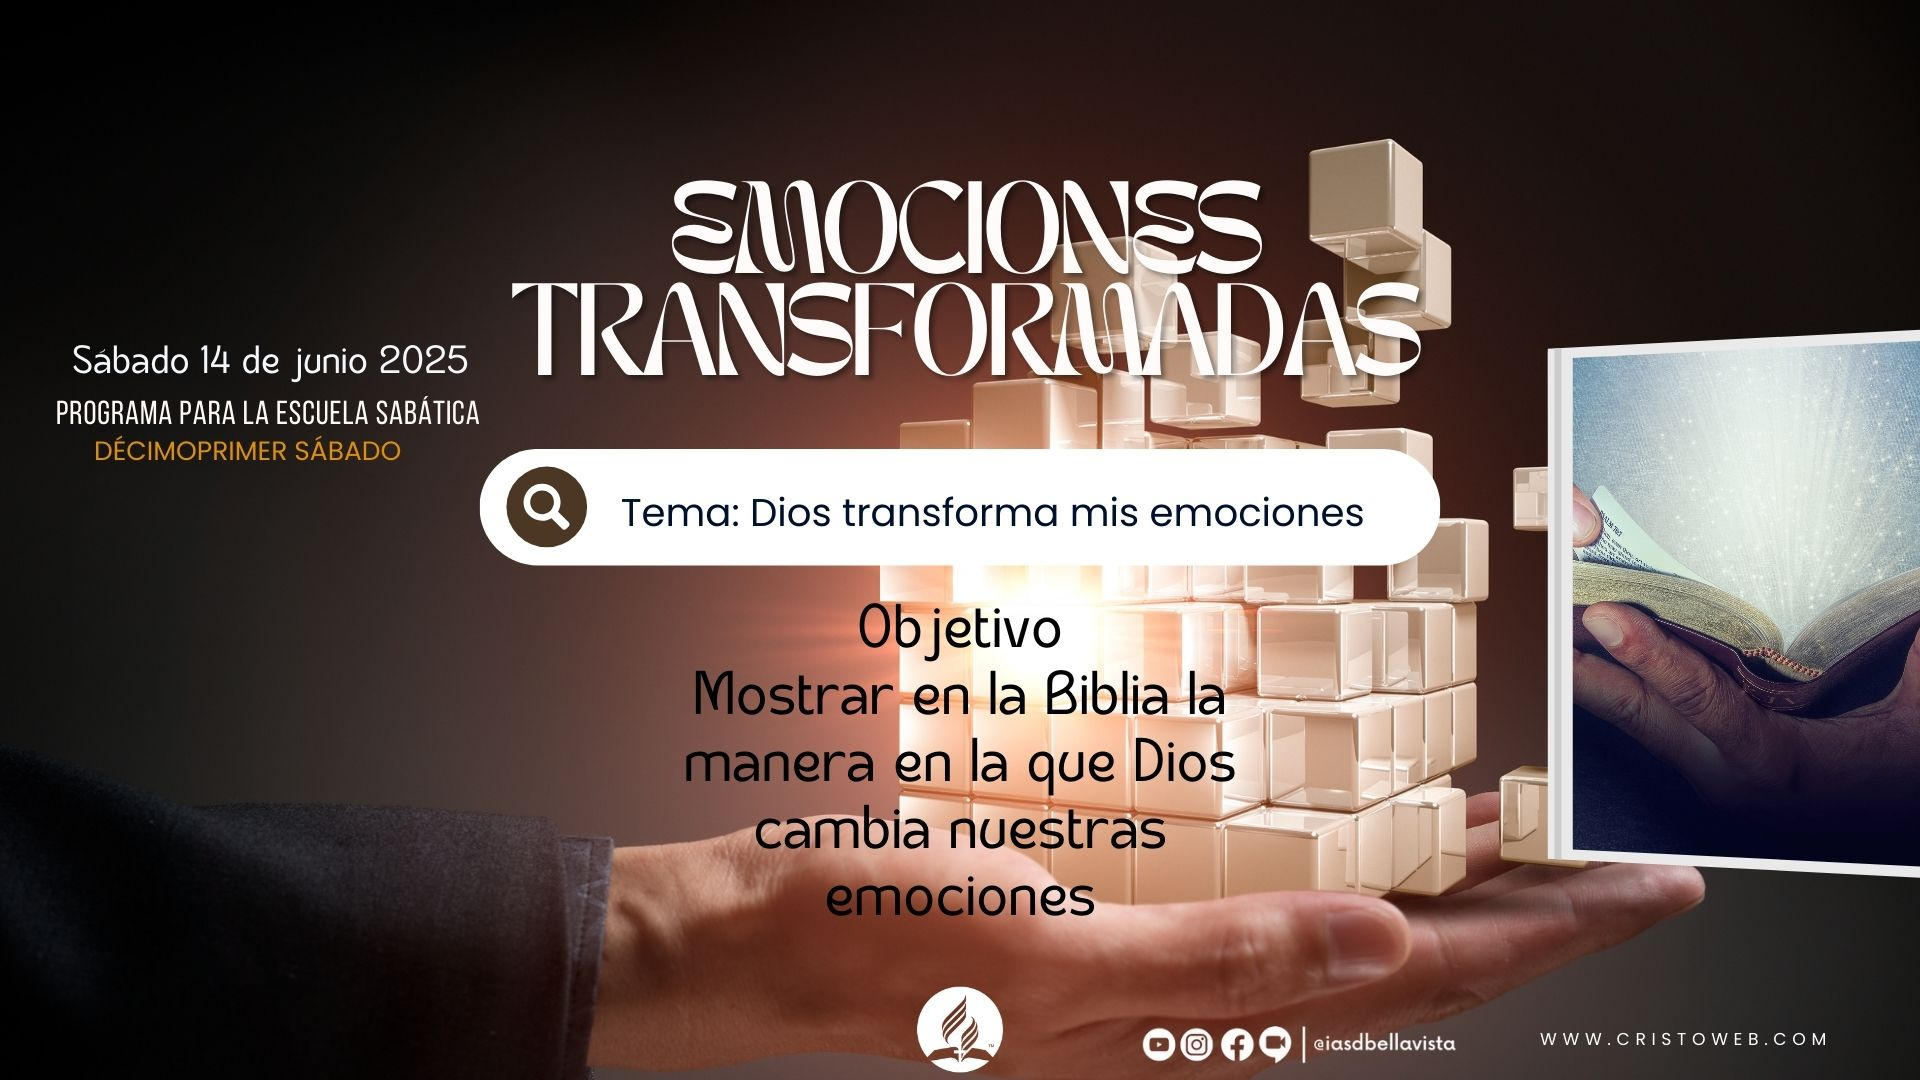 EMOCIONES
TRANSFORMADAS
Sábado 14 de junio 2025
PROGRAMA PARA LA ESCUELA SABÁTICA
DÉCIMOPRIMER SÁBADO
Tema: Dios transforma mis emociones
Objetivo
Mostrar en la Biblia la
manera en la que Dios
cambia nuestras
emociones
@iasdbellavista
WWW.CRISTOWEB.COM